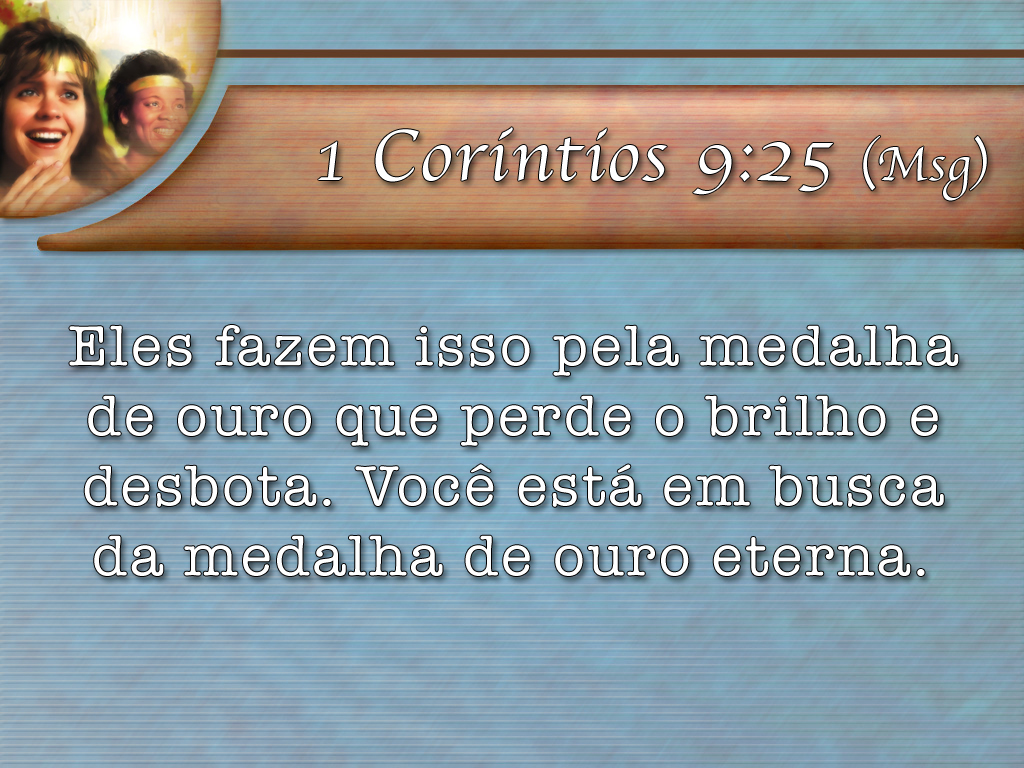 1 Coríntios 9:25 (Msg)
Eles fazem isso pela medalha
de ouro que perde o brilho e
desbota. Você está em busca
da medalha de ouro eterna.